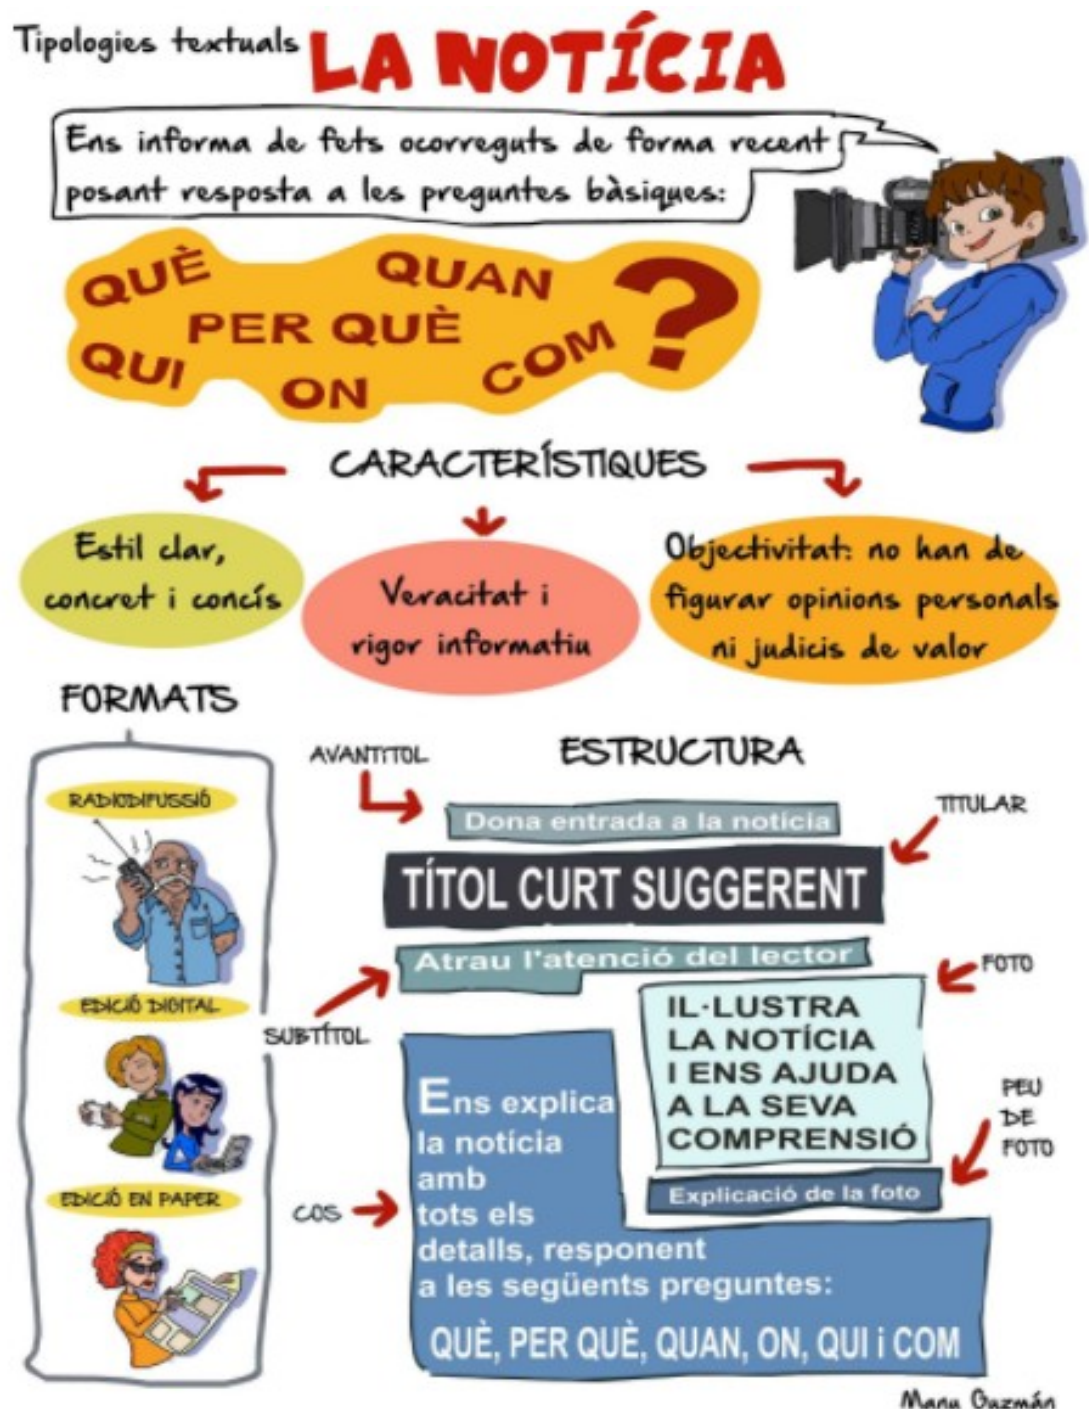 Tipologies textuals
LA NOTÍCIA
Ens informa de fets ocorreguts de forma recent
posant resposta a les preguntes bàsiques:
QUÈ
QUAN
PER QUÈ
QUI
ON
COM
?
CARACTERÍSTIQUES
Estil clar,
concret i concís
Veracitat i
rigor informatiu
Objectivitat: no han de
figurar opinions personals
ni judicis de valor
FORMATS
RADIODIFUSSIÓ
EDICIÓ DIGITAL
EDICIÓ EN PAPER
ESTRUCTURA
AVANTITOL
Dona entrada a la notícia
TITULAR
TÍTOL CURT SUGGERENT
Atrau l'atenció del lector
SUBTÍTOL
FOTO
IL·LUSTRA
LA NOTÍCIA
I ENS AJUDA
A LA SEVA
COMPRENSIÓ
PEU
DE
FOTO
Explicació de la foto
COS
Ens explica
la notícia
amb
tots els
detalls, responent
a les següents preguntes:
QUÈ, PER QUÈ, QUAN, ON, QUI i COM
Manu Guzmán